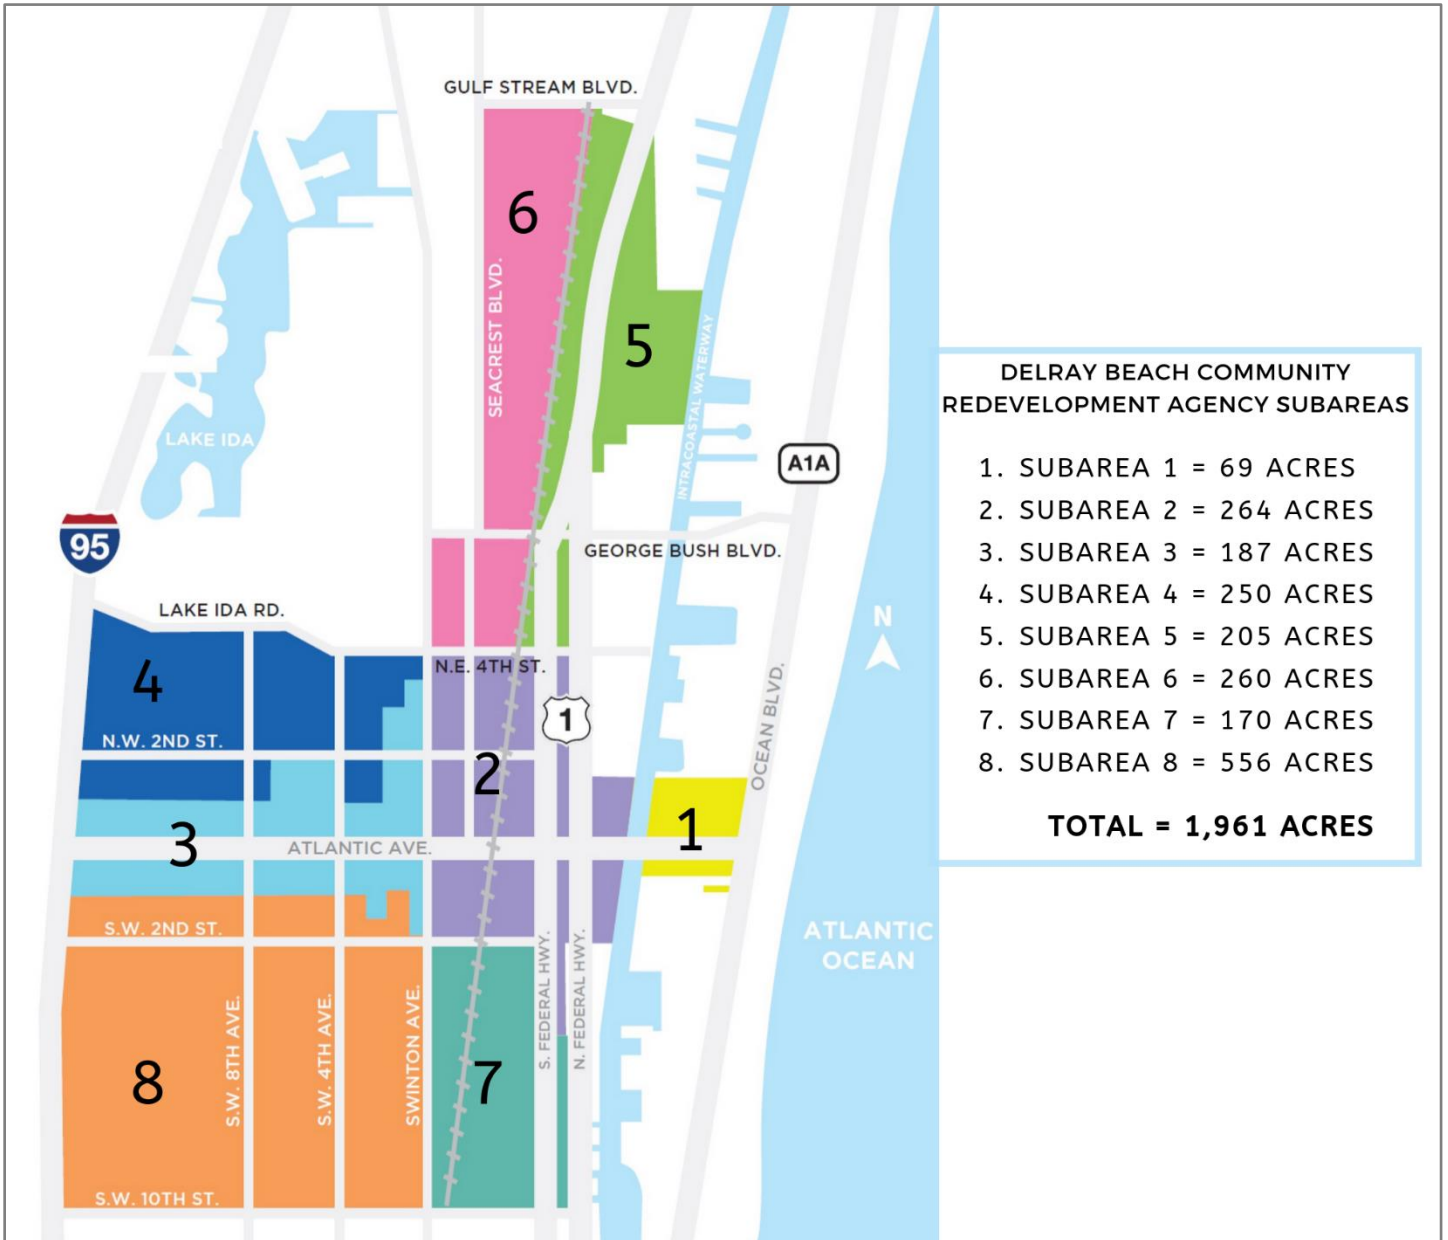 GULF STREAM BLVD.
6
SEACREST BLVD.
5
INTRACOASTAL WATERWAY
LAKE IDA
A1A
95
GEORGE BUSH BLVD.
LAKE IDA RD.
N
4
N.E. 4TH ST.
1
N.W. 2ND ST.
OCEAN BLVD.
2
3
ATLANTIC AVE.
1
S.W. 2ND ST.
ATLANTIC
OCEAN
S. FEDERAL HWY.
N. FEDERAL HWY.
S.W. 8TH AVE.
S.W. 4TH AVE.
SWINTON AVE.
8
7
S.W. 10TH ST.
DELRAY BEACH COMMUNITY
REDEVELOPMENT AGENCY SUBAREAS
1. SUBAREA 1 = 69 ACRES
2. SUBAREA 2 = 264 ACRES
3. SUBAREA 3 = 187 ACRES
4. SUBAREA 4 = 250 ACRES
5. SUBAREA 5 = 205 ACRES
6. SUBAREA 6 = 260 ACRES
7. SUBAREA 7 = 170 ACRES
8. SUBAREA 8 = 556 ACRES
TOTAL = 1,961 ACRES